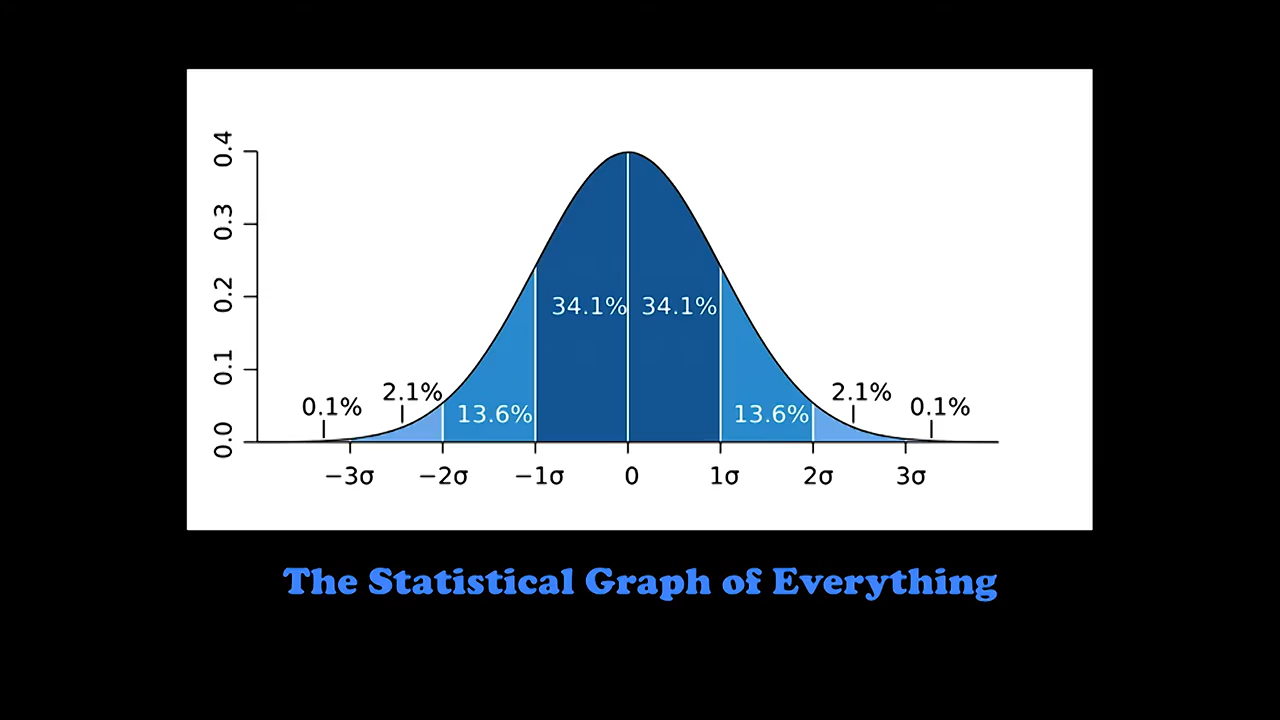 0.4
0.3
0.2
0.1
0.0
34.1% 34.1%
0.1% 2.1% 13.6% 13.6% 2.1% 0.1%
−3σ −2σ −1σ 0 1σ 2σ 3σ
The Statistical Graph of Everything